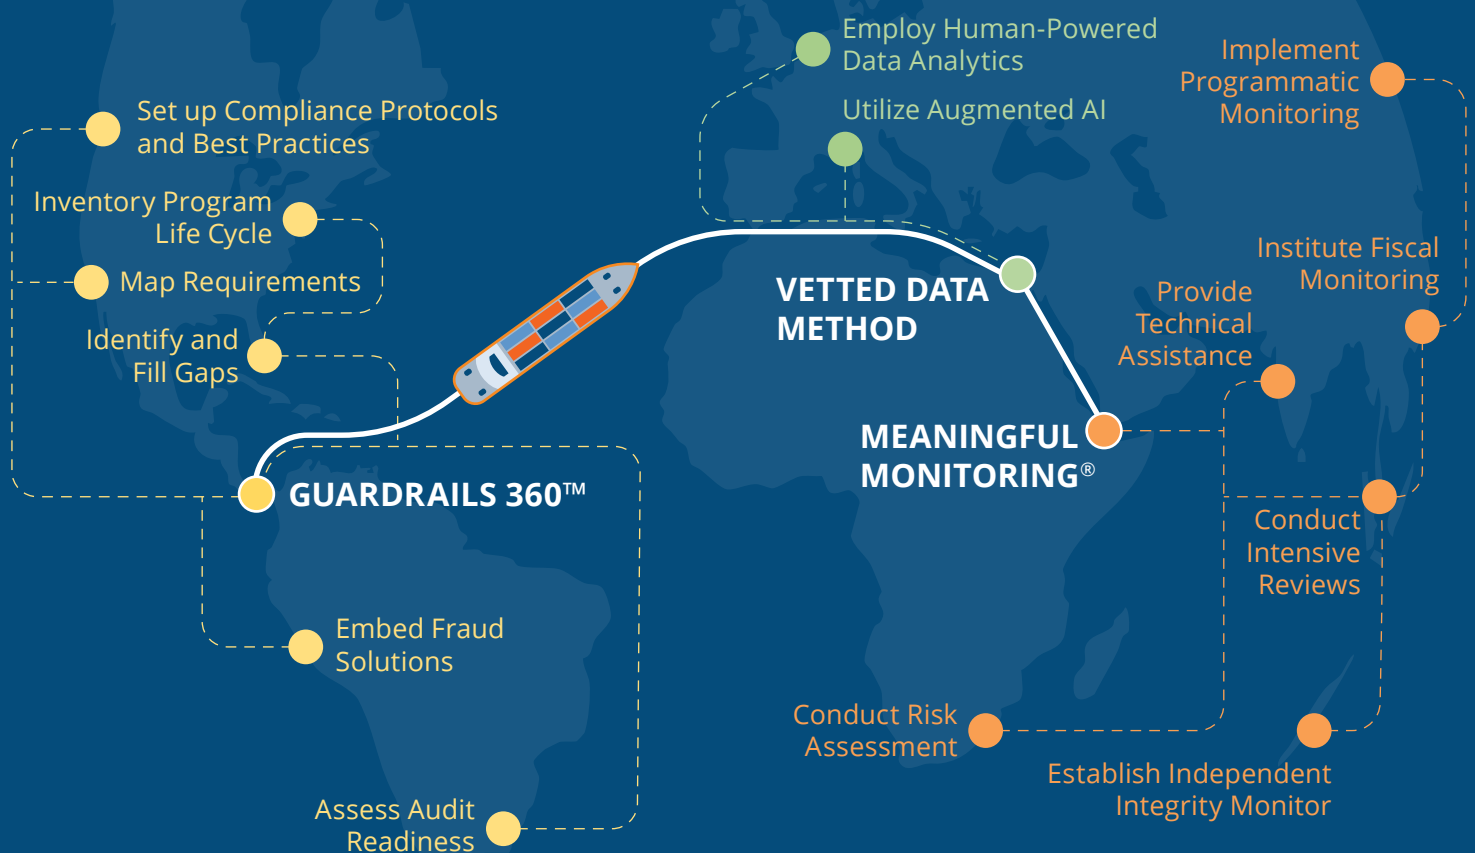 Set up Compliance Protocols
and Best Practices
Inventory Program
Life Cycle
Map Requirements
Identify and
Fill Gaps
GUARDRAILS 360™
Embed Fraud
Solutions
Assess Audit
Readiness
Employ Human-Powered
Data Analytics
Utilize Augmented AI
VETTED DATA
METHOD
MEANINGFUL
MONITORING®
Implement
Programmatic
Monitoring
Institute Fiscal
Monitoring
Provide
Technical
Assistance
Conduct
Intensive
Reviews
Conduct Risk
Assessment
Establish Independent
Integrity Monitor